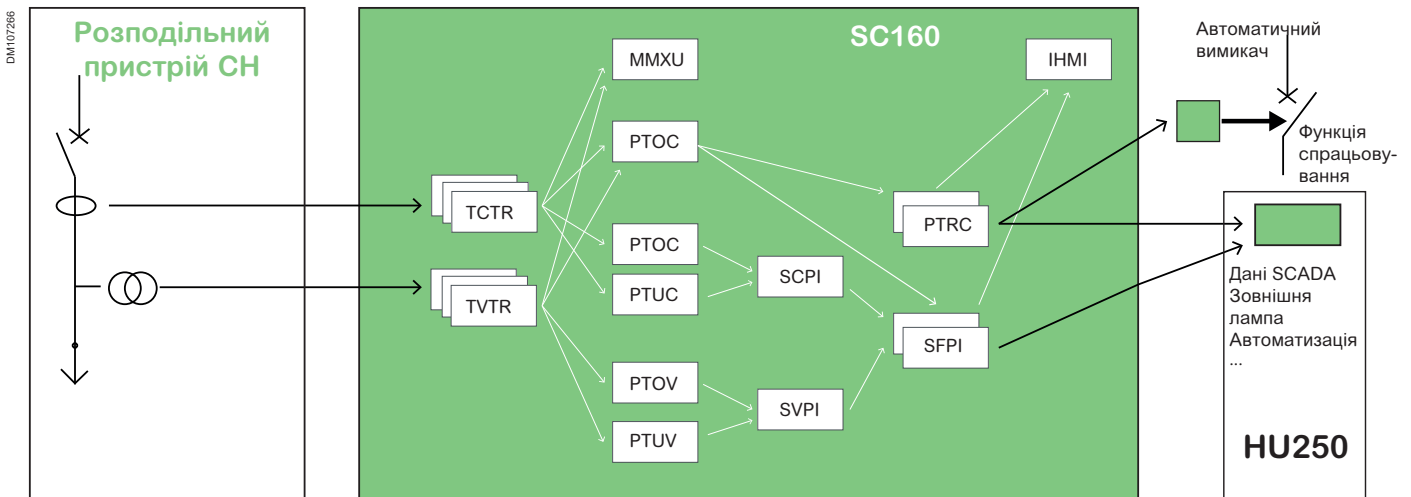 DM107266
Розподільний
пристрій СН
SC160
MMXU
IHMI
PTOC
TCTR
PTRC
PTOC
SCPI
PTUC
TVTR
SFPI
PTOV
SVPI
PTUV
Автоматичний
вимикач
Функція
спрацьову-
вання
Дані SCADA
Зовнішня
лампа
Автоматизація
...
HU250